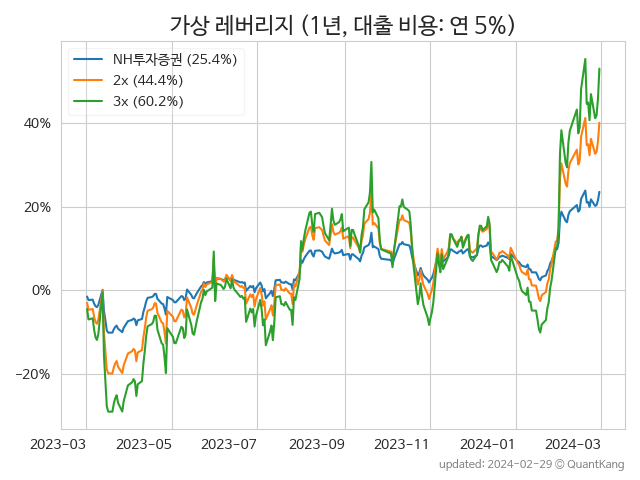 가상 레버리지 (1년, 대출 비용: 연 5%)
NH투자증권 (25.4%)
2x (44.4%)
3x (60.2%)
40%
20%
0%
−20%
2023-03 2023-05 2023-07 2023-09 2023-11 2024-01 2024-03
updated: 2024-02-29 © QuantKang